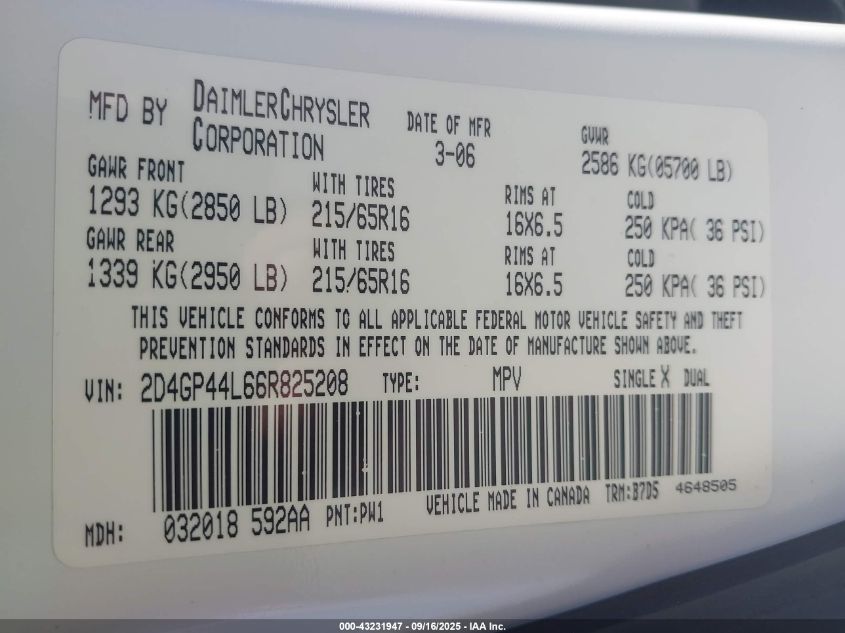 MFD BY DAIMLERCHRYSLER CORPORATION
DATE OF MFR 3-06
GVWR 2586 KG(05700 LB)
GAWR FRONT WITH TIRES RIMS AT COLD
1293 KG(2850 LB) 215/65R16 16X6.5 250 KPA( 36 PSI)
GAWR REAR WITH TIRES RIMS AT COLD
1339 KG(2950 LB) 215/65R16 16X6.5 250 KPA( 36 PSI)
THIS VEHICLE CONFORMS TO ALL APPLICABLE FEDERAL MOTOR VEHICLE SAFETY AND THEFT
PREVENTION STANDARDS IN EFFECT ON THE DATE OF MANUFACTURE SHOWN ABOVE.
VIN: 2D4GP44L66R825208 TYPE: MPV SINGLE X DUAL
MDH: 032018 592AA PNT:PW1 VEHICLE MADE IN CANADA TRM:B7D5 4648505
000-43231947 - 09/16/2025 - IAA Inc.